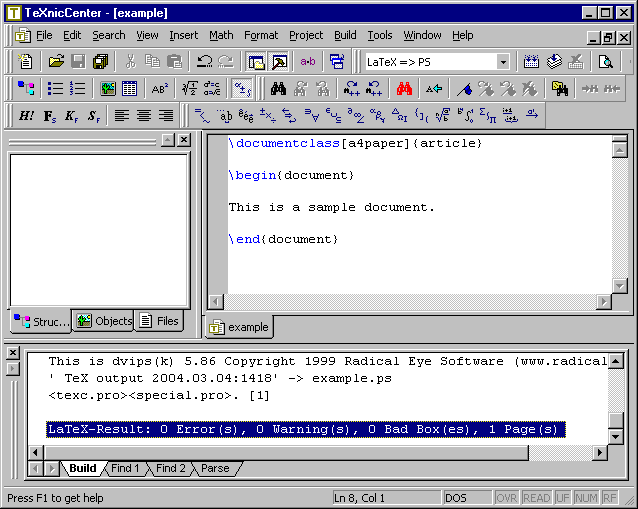 TeXnicCenter - [example]
File Edit Search View Insert Math Format Project Build Tools Window Help
LaTeX => PS
H!
\documentclass[a4paper]{article}
\begin{document}
This is a sample document.
\end{document}
Struc... Objects Files
example
This is dvips(k) 5.86 Copyright 1999 Radical Eye Software (www.radical
' TeX output 2004.03.04:1418' -> example.ps
<texc.pro><special.pro>. [1]
LaTeX-Result: 0 Error(s), 0 Warning(s), 0 Bad Box(es), 1 Page(s)
Build Find 1 Find 2 Parse
Press F1 to get help Ln 8, Col 1 DOS OVR READ LF NUM RF